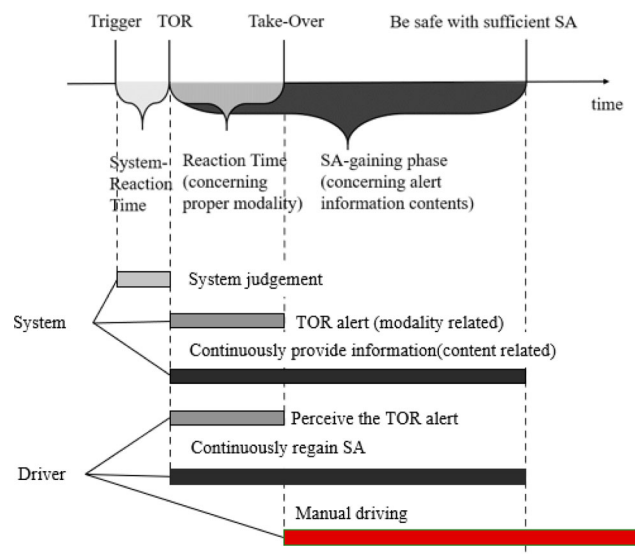 Trigger TOR Take-Over Be safe with sufficient SA
time
System-
Reaction
Time
Reaction Time
(concerning
proper modality)
SA-gaining phase
(concerning alert
information contents)
System judgement
System
TOR alert (modality related)
Continuously provide information(content related)
Perceive the TOR alert
Continuously regain SA
Driver
Manual driving